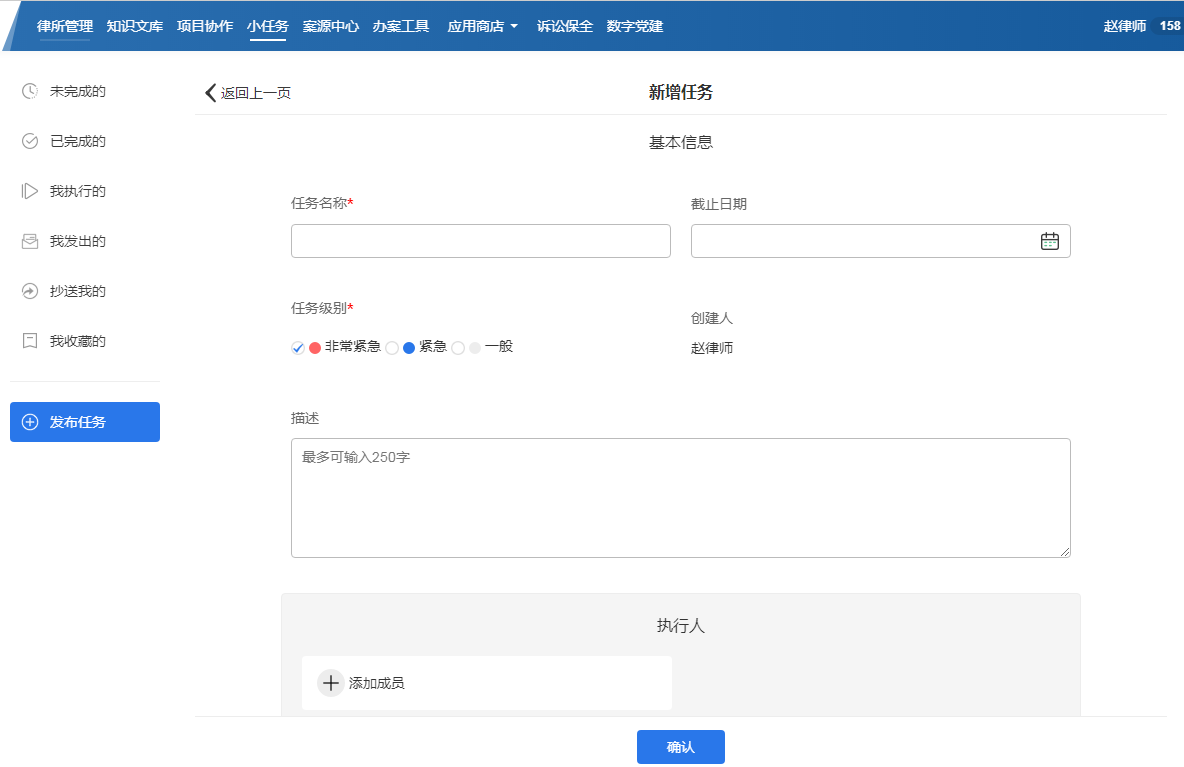 律所管理 知识文库 项目协作 小任务 案源中心 办案工具 应用商店 诉讼保全 数字党建 赵律师 158
未完成的
已完成的
我执行的
我发出的
抄送我的
我收藏的
发布任务
返回上一页
新增任务
基本信息
任务名称*
截止日期
任务级别*
非常紧急 紧急 一般
创建人
赵律师
描述
最多可输入250字
执行人
添加成员
确认